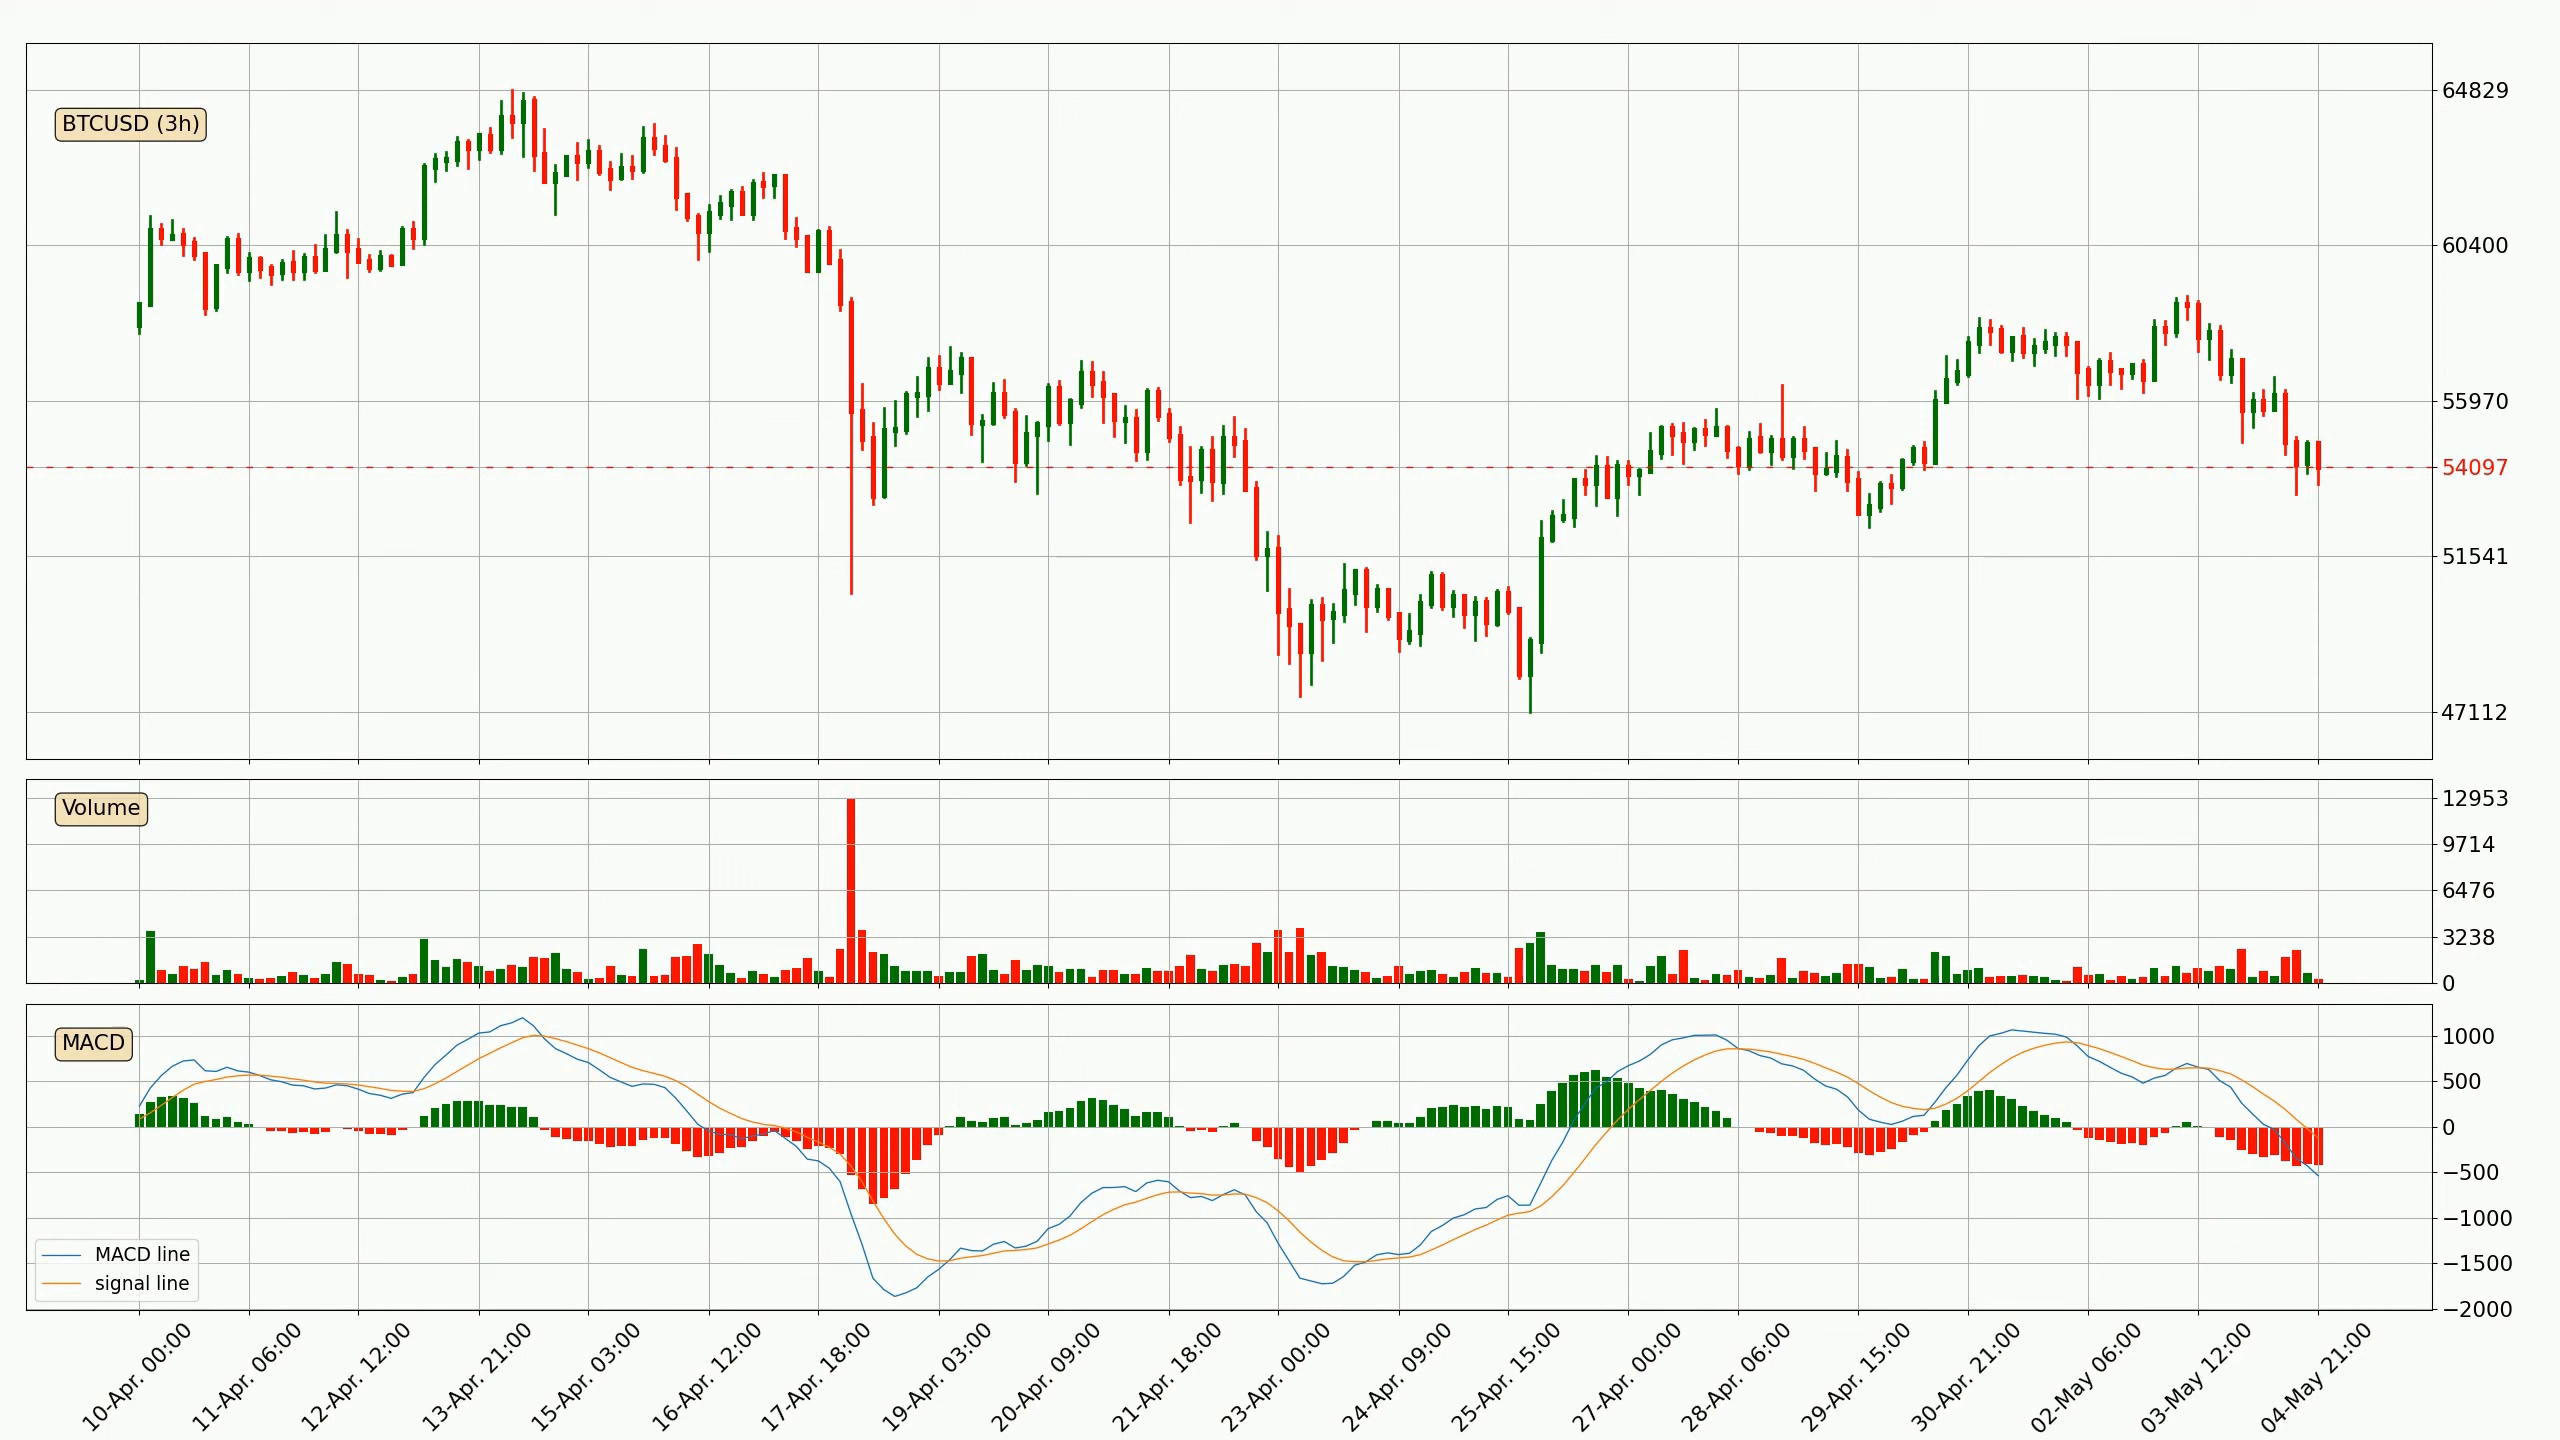 BTCUSD (3h)
64829
60400
55970
54097
51541
47112
Volume
12953
9714
6476
3238
0
MACD
1000
500
0
−500
−1000
−1500
−2000
MACD line
signal line
10-Apr. 00:00
11-Apr. 06:00
12-Apr. 12:00
13-Apr. 21:00
15-Apr. 03:00
16-Apr. 12:00
17-Apr. 18:00
19-Apr. 03:00
20-Apr. 09:00
21-Apr. 18:00
23-Apr. 00:00
24-Apr. 09:00
25-Apr. 15:00
27-Apr. 00:00
28-Apr. 06:00
29-Apr. 15:00
30-Apr. 21:00
02-May 06:00
03-May 12:00
04-May 21:00